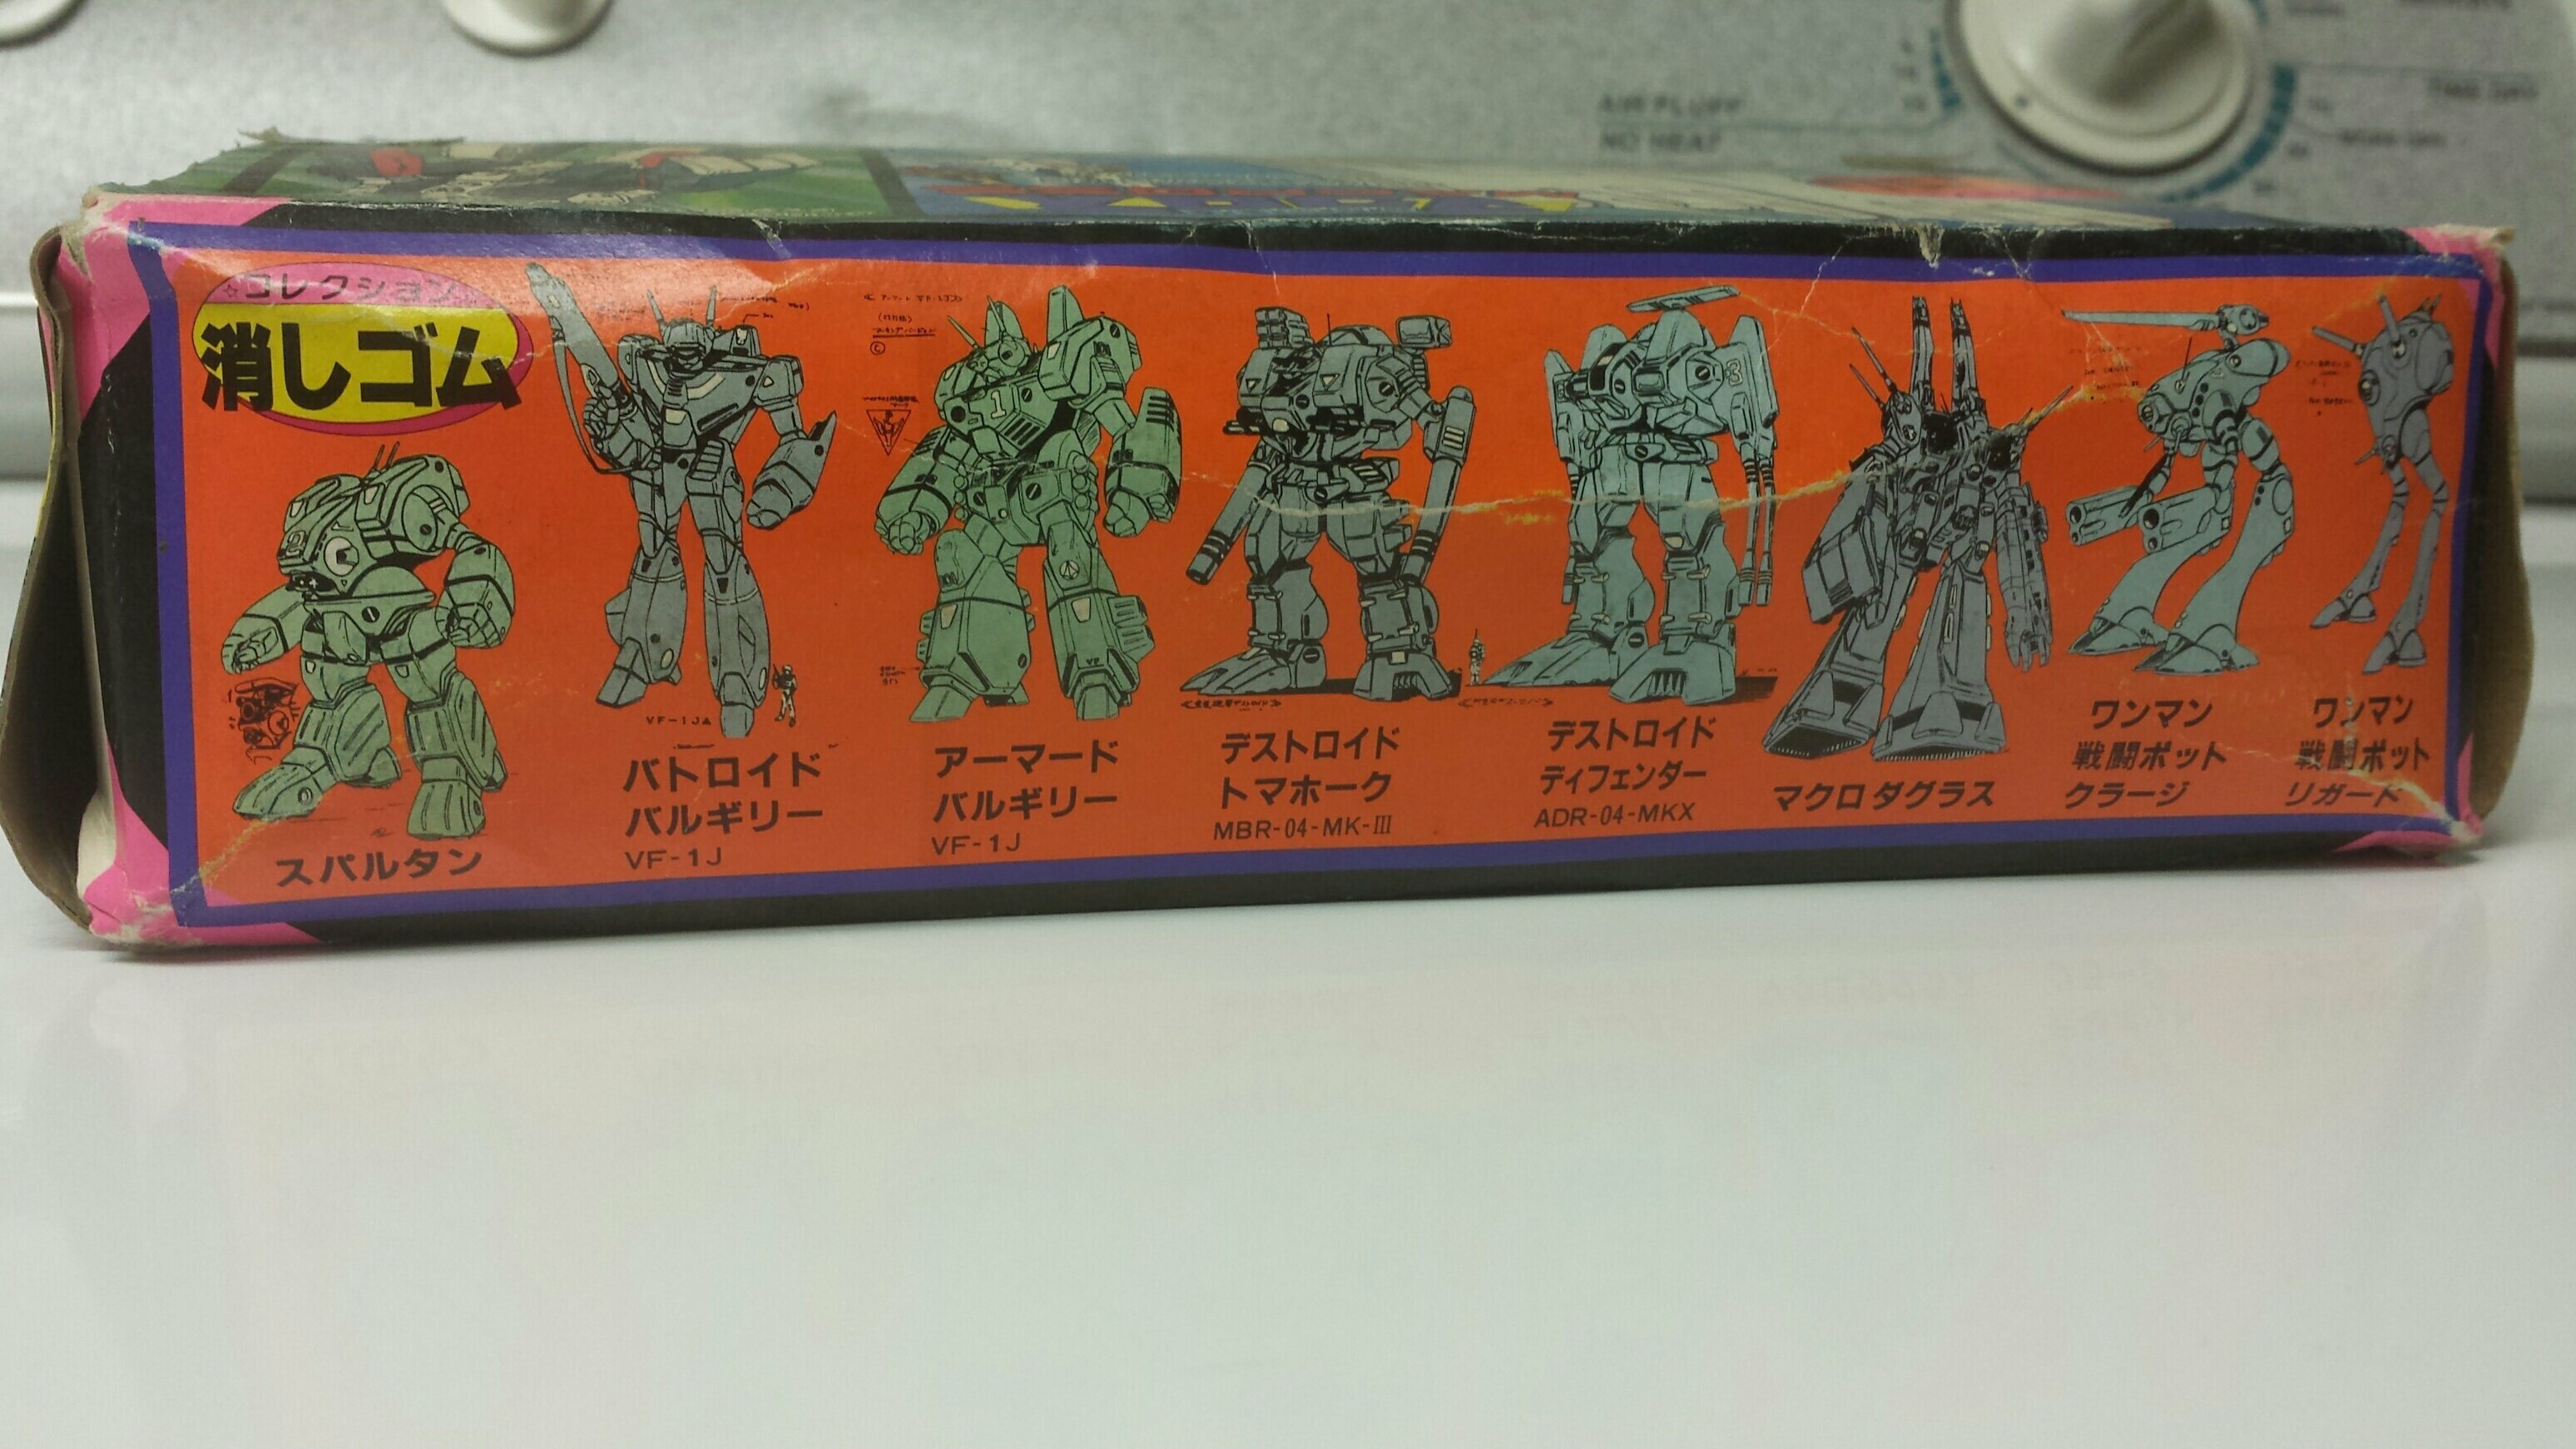 AIR FLUFF
NO HEAT
コレクション
消しゴム
スパルタン
VF-1JA
バトロイド
バルギリー
VF-1J
アーマード
バルギリー
VF-1J
1
デストロイド
トマホーク
MBR-04-MK-III
3
デストロイド
ディフェンダー
ADR-04-MKX
マクロダグラス
ワンマン
戦闘ポット
クラージ
ワンマン
戦闘ポット
リガード